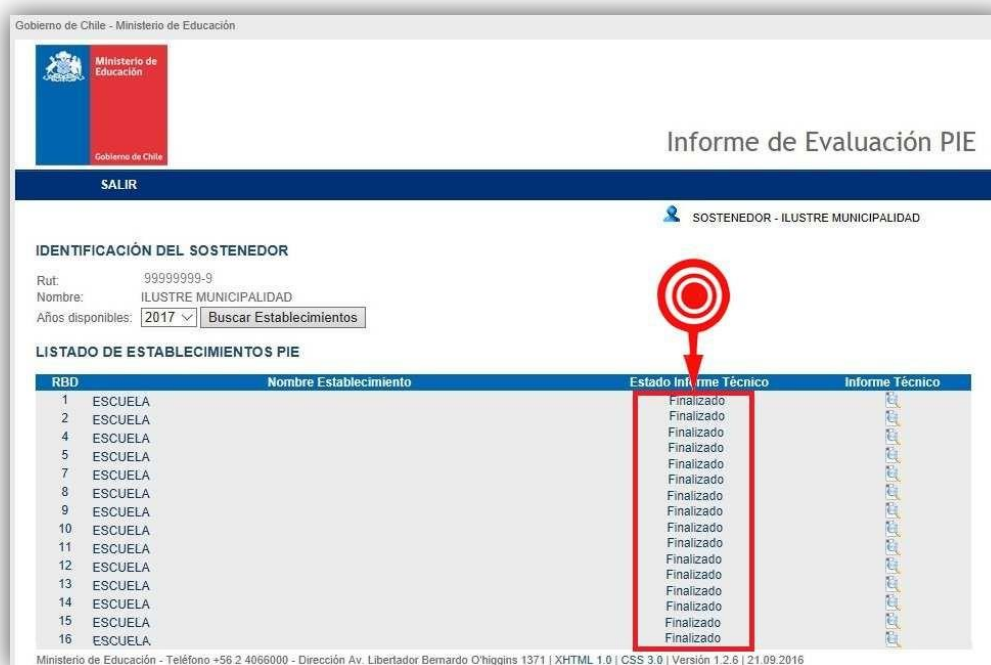 Gobierno de Chile - Ministerio de Educación
Ministerio de
Educación
Gobierno de Chile
Informe de Evaluación PIE
SALIR
SOSTENEDOR - ILUSTRE MUNICIPALIDAD
IDENTIFICACIÓN DEL SOSTENEDOR
Rut: 99999999-9
Nombre: ILUSTRE MUNICIPALIDAD
Años disponibles: 2017 Buscar Establecimientos
LISTADO DE ESTABLECIMIENTOS PIE
RBD Nombre Establecimiento Estado Informe Técnico Informe Técnico
1 ESCUELA Finalizado
2 ESCUELA Finalizado
4 ESCUELA Finalizado
5 ESCUELA Finalizado
7 ESCUELA Finalizado
8 ESCUELA Finalizado
9 ESCUELA Finalizado
10 ESCUELA Finalizado
11 ESCUELA Finalizado
12 ESCUELA Finalizado
13 ESCUELA Finalizado
14 ESCUELA Finalizado
15 ESCUELA Finalizado
16 ESCUELA Finalizado
Finalizado
Finalizado
Ministerio de Educación - Teléfono +56 2 4066000 - Dirección Av. Libertador Bernardo O'higgins 1371 | XHTML 1.0 | CSS 3.0 | Versión 1.2.6 | 21.09.2016